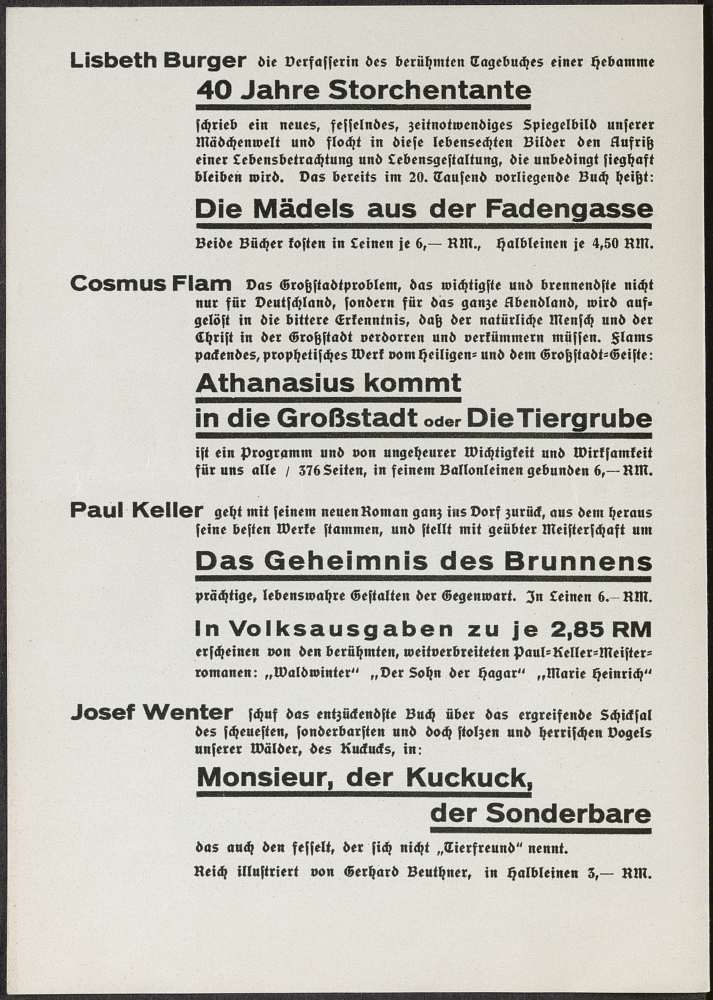 Lisbeth Burger die Verfasserin des berühmten Tagebuches einer Hebamme
40 Jahre Storchentante
schrieb ein neues, fesselndes, zeitnotwendiges Spiegelbild unserer
Mädchenwelt und flocht in diese lebensechten Bilder den Aufriß
einer Lebensbetrachtung und Lebensgestaltung, die unbedingt sieghaft
bleiben wird. Das bereits im 20. Tausend vorliegende Buch heißt:
Die Mädels aus der Fadengasse
Beide Bücher kosten in Leinen je 6,— RM., Halbleinen je 4,50 RM.
Cosmus Flam Das Großstadtproblem, das wichtigste und brennendste nicht
nur für Deutschland, sondern für das ganze Abendland, wird auf-
gelöst in die bittere Erkenntnis, daß der natürliche Mensch und der
Christ in der Großstadt verdorren und verkümmern müssen. Flams
packendes, prophetisches Werk vom Heiligen- und dem Großstadt-Geiste:
Athanasius kommt
in die Großstadt oder Die Tiergrube
ist ein Programm und von ungeheurer Wichtigkeit und Wirksamkeit
für uns alle / 376 Seiten, in feinem Ballonleinen gebunden 6,— RM.
Paul Keller geht mit seinem neuen Roman ganz ins Dorf zurück, aus dem heraus
seine besten Werke stammen, und stellt mit geübter Meisterschaft um
Das Geheimnis des Brunnens
prächtige, lebenswahre Gestalten der Gegenwart. In Leinen 6.— RM.
In Volksausgaben zu je 2,85 RM
erscheinen von den berühmten, weitverbreiteten Paul-Keller-Meister-
romanen: „Waldwinter“ „Der Sohn der Hagar“ „Marie Heinrich“
Josef Wenter schuf das entzückendste Buch über das ergreifende Schicksal
des scheuesten, sonderbarsten und doch stolzen und herrischen Vogels
unserer Wälder, des Kuckucks, in:
Monsieur, der Kuckuck,
der Sonderbare
das auch den fesselt, der sich nicht „Tierfreund“ nennt.
Reich illustriert von Gerhard Beuthner, in Halbleinen 3,— RM.